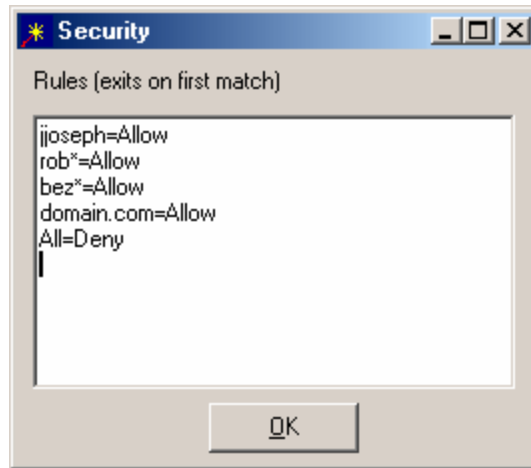 Security
Rules (exits on first match)
jjoseph=Allow
rob*=Allow
bez*=Allow
domain.com=Allow
All=Deny
OK